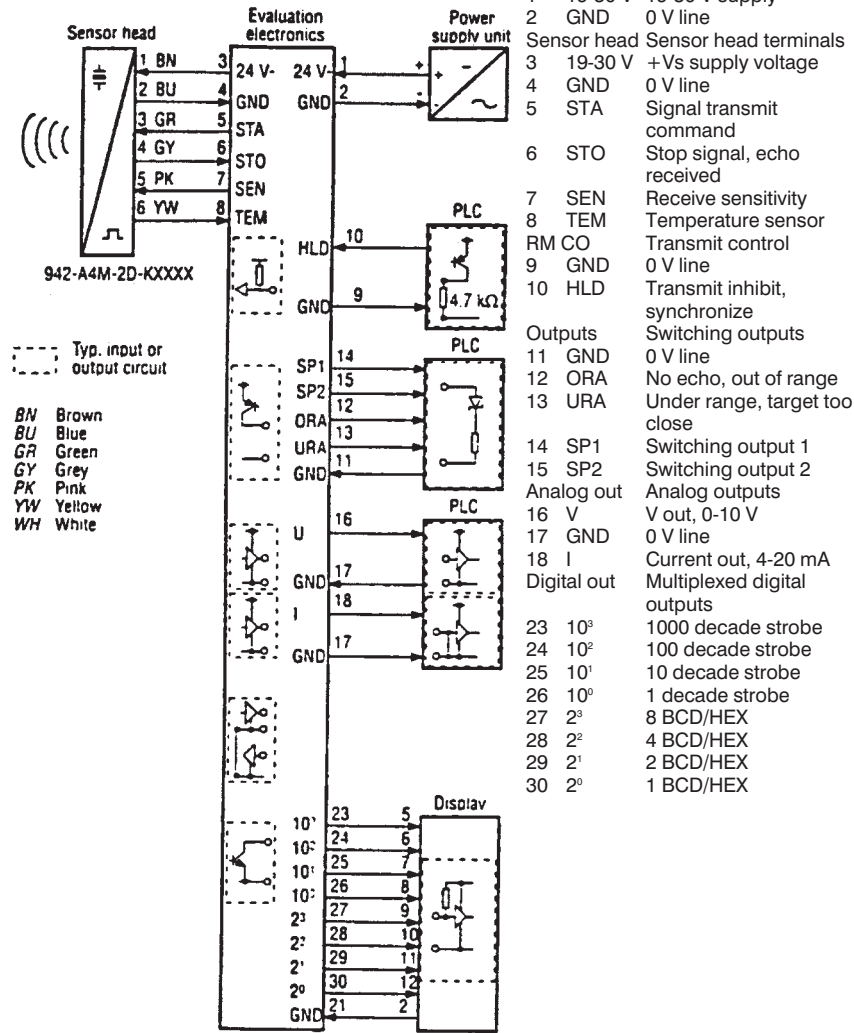 Sensor head
Evaluation
electronics
Power
supply unit
1 BN 3 24 V- 24 V- 1 + + -
2 BU 4 GND GND 2 - -
3 GR 5 STA
4 GY 6 STO
5 PK 7 SEN
6 YW 8 TEM
942-A4M-2D-KXXXX
PLC
HLD 10
GND 9
4.7 kΩ
Typ. input or
output circuit
BN Brown
BU Blue
GR Green
GY Grey
PK Pink
YW Yellow
WH White
PLC
SP1 14
SP2 15
ORA 12
URA 13
GND 11
PLC
U 16
GND 17
I 18
GND 17
Display
23 5
24 6
25 7
26 8
2³ 27 9
28 10
2¹ 29 11
2⁰ 30 12
GND 21 2
2 GND 0 V line
Sensor head Sensor head terminals
3 19-30 V +Vs supply voltage
4 GND 0 V line
5 STA Signal transmit
command
6 STO Stop signal, echo
received
7 SEN Receive sensitivity
8 TEM Temperature sensor
RM CO Transmit control
9 GND 0 V line
10 HLD Transmit inhibit,
synchronize
Outputs Switching outputs
11 GND 0 V line
12 ORA No echo, out of range
13 URA Under range, target too
close
14 SP1 Switching output 1
15 SP2 Switching output 2
Analog out Analog outputs
16 V V out, 0-10 V
17 GND 0 V line
18 I Current out, 4-20 mA
Digital out Multiplexed digital
outputs
23 10³ 1000 decade strobe
24 10² 100 decade strobe
25 10¹ 10 decade strobe
26 10⁰ 1 decade strobe
27 2³ 8 BCD/HEX
28 2² 4 BCD/HEX
29 2¹ 2 BCD/HEX
30 2⁰ 1 BCD/HEX